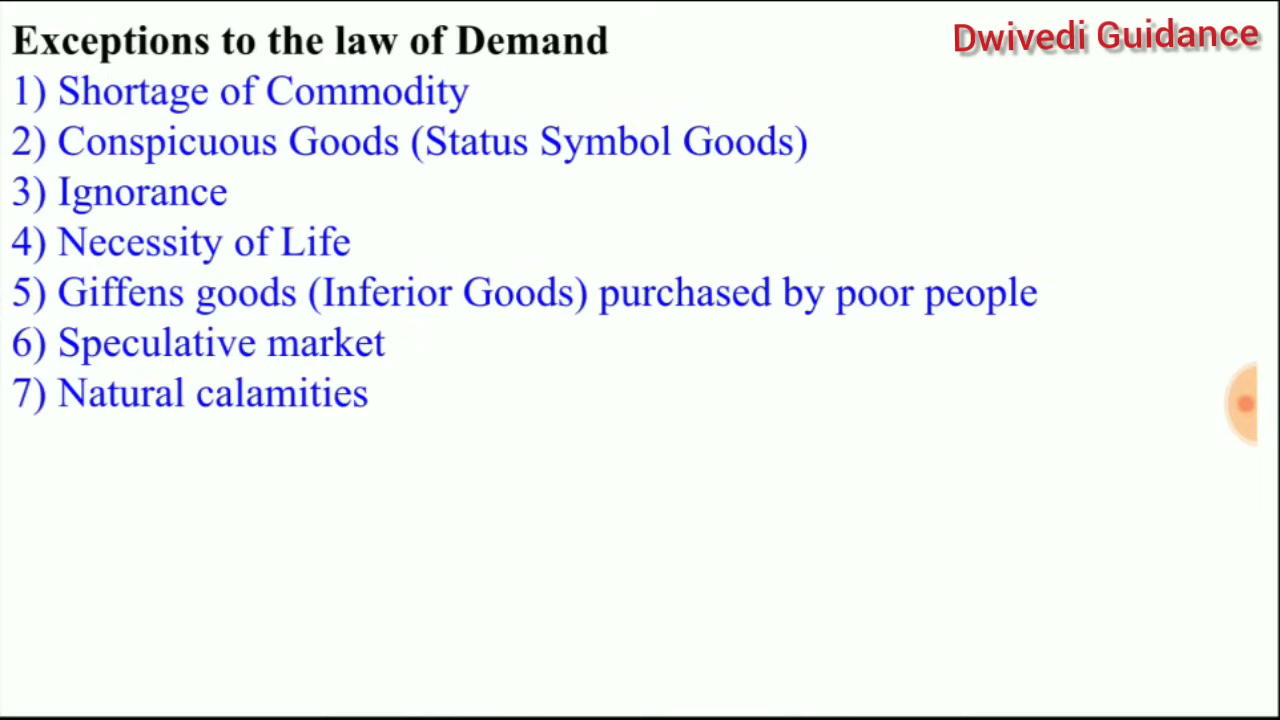 Exceptions to the law of Demand
Dwivedi Guidance
1) Shortage of Commodity
2) Conspicuous Goods (Status Symbol Goods)
3) Ignorance
4) Necessity of Life
5) Giffens goods (Inferior Goods) purchased by poor people
6) Speculative market
7) Natural calamities